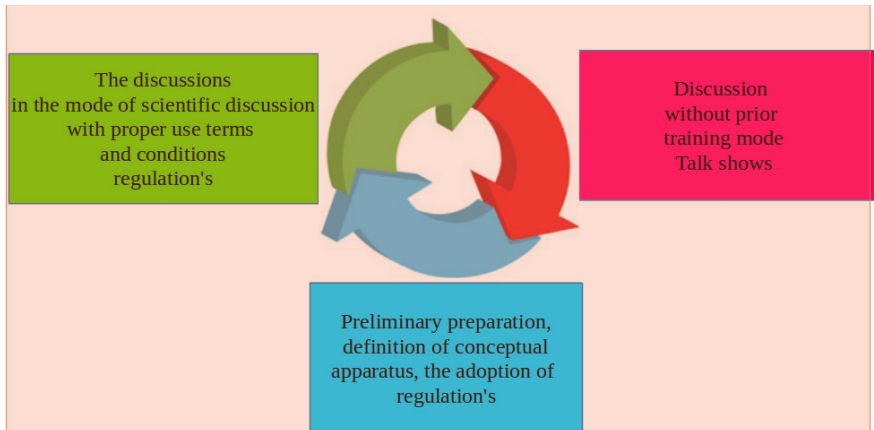 The discussions
in the mode of scientific discussion
with proper use terms
and conditions
regulation's
Discussion
without prior
training mode
Talk shows
Preliminary preparation,
definition of conceptual
apparatus, the adoption of
regulation's